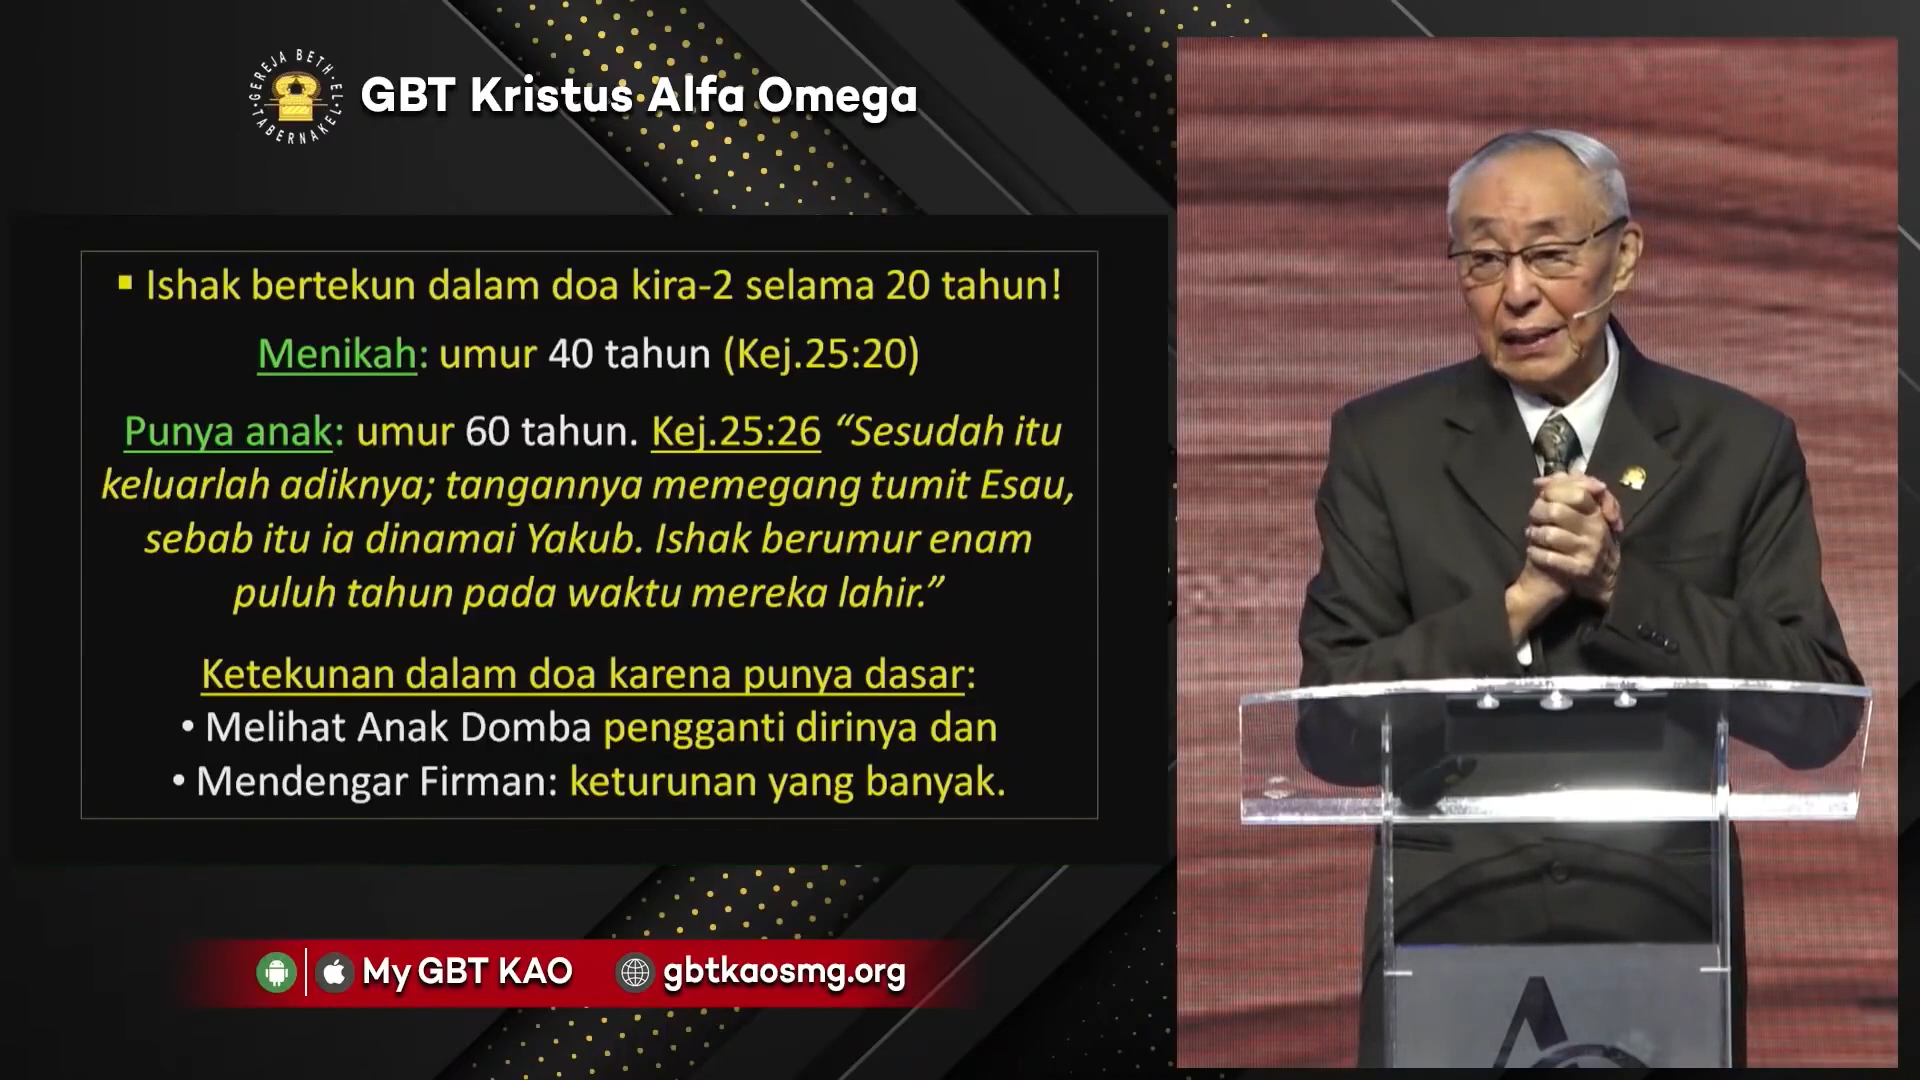 GEREJA BETH-EL TABERNAKEL
GBT Kristus Alfa Omega
▪ Ishak bertekun dalam doa kira-2 selama 20 tahun!
Menikah: umur 40 tahun (Kej.25:20)
Punya anak: umur 60 tahun. Kej.25:26 “Sesudah itu
keluarlah adiknya; tangannya memegang tumit Esau,
sebab itu ia dinamai Yakub. Ishak berumur enam
puluh tahun pada waktu mereka lahir.”
Ketekunan dalam doa karena punya dasar:
• Melihat Anak Domba pengganti dirinya dan
• Mendengar Firman: keturunan yang banyak.
My GBT KAO
gbtkaosmg.org